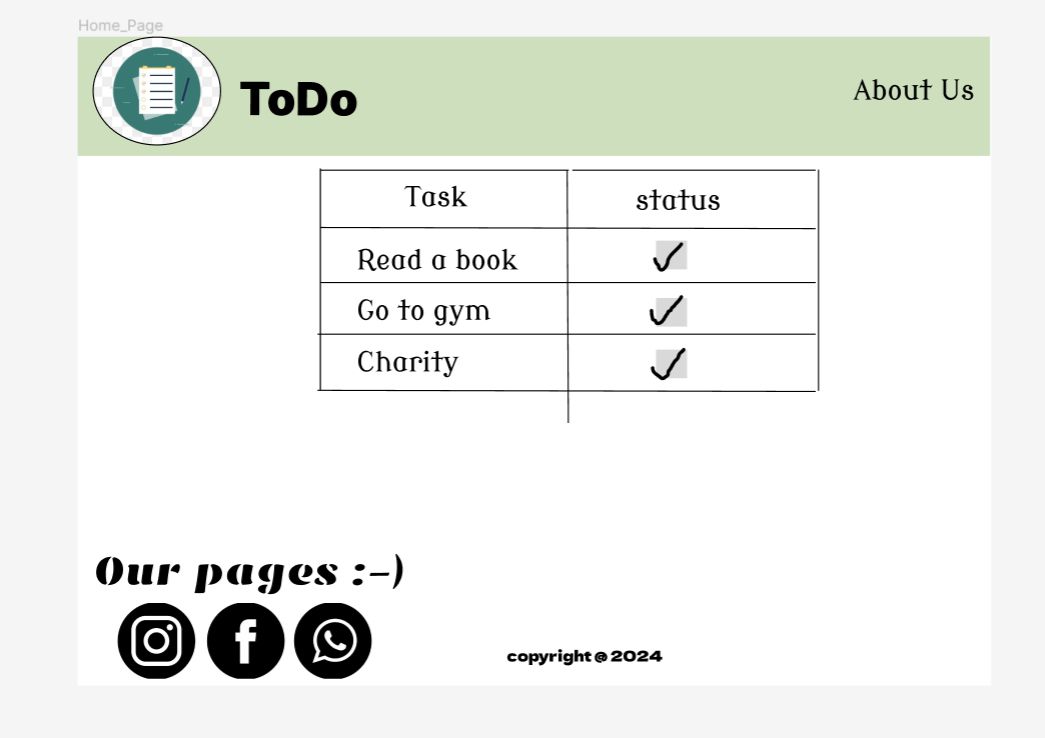 Home_Page
ToDo
About Us
Task status
Read a book
Go to gym
Charity
Our pages :-)
copyright @ 2024